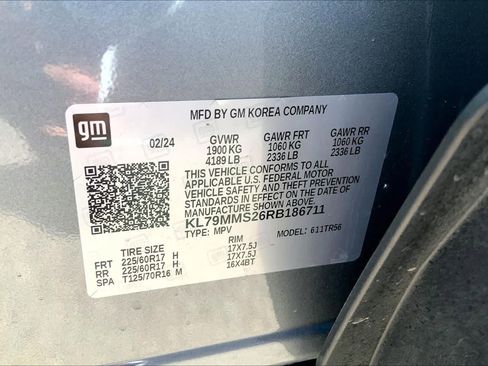 gm
MFD BY GM KOREA COMPANY
02/24 GVWR GAWR FRT GAWR RR
1900 KG 1060 KG 1060 KG
4189 LB 2336 LB 2336 LB
THIS VEHICLE CONFORMS TO ALL
APPLICABLE U.S. FEDERAL MOTOR
VEHICLE SAFETY AND THEFT PREVENTION
STANDARDS IN EFFECT ON THE DATE OF
MANUFACTURE SHOWN ABOVE.
KL79MMS26RB186711
TYPE: MPV MODEL: 611TR56
TIRE SIZE RIM
FRT 225/60R17 H 17X7.5J
RR 225/60R17 H 17X7.5J
SPA T125/70R16 M 16X4BT